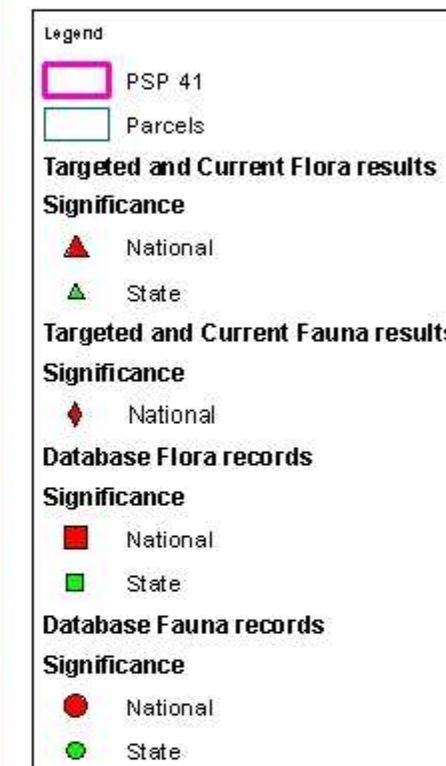 Legend
PSP 41
Parcels
Targeted and Current Flora results
Significance
National
State
Targeted and Current Fauna results
Significance
National
Database Flora records
Significance
National
State
Database Fauna records
Significance
National
State